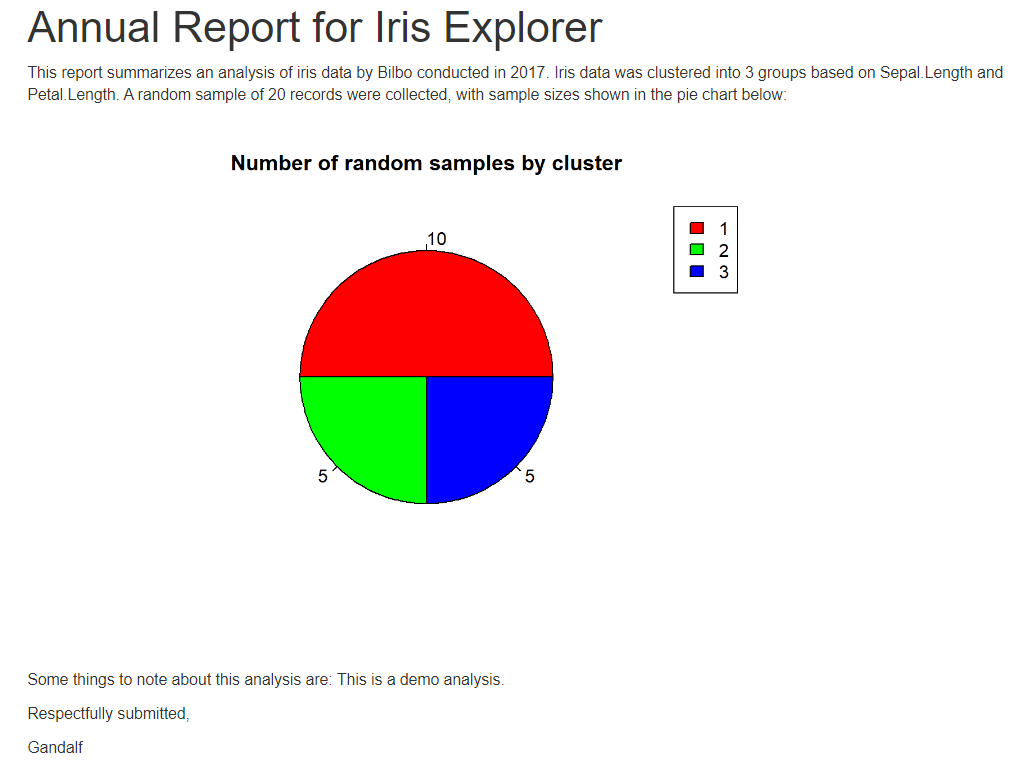 Annual Report for Iris Explorer
This report summarizes an analysis of iris data by Bilbo conducted in 2017. Iris data was clustered into 3 groups based on Sepal.Length and
Petal.Length. A random sample of 20 records were collected, with sample sizes shown in the pie chart below:
Number of random samples by cluster
1
2
3
10
5
5
Some things to note about this analysis are: This is a demo analysis.
Respectfully submitted,
Gandalf